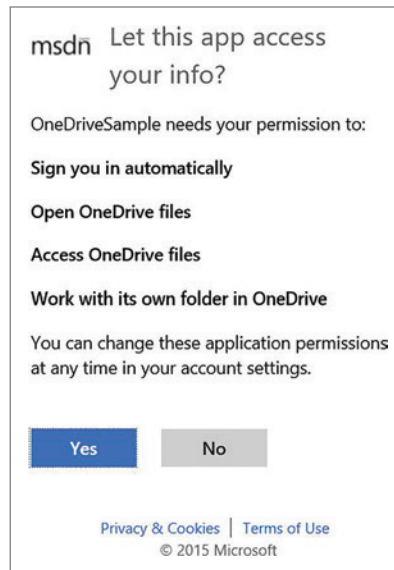 msdn Let this app access
your info?
OneDriveSample needs your permission to:
Sign you in automatically
Open OneDrive files
Access OneDrive files
Work with its own folder in OneDrive
You can change these application permissions
at any time in your account settings.
Yes No
Privacy & Cookies | Terms of Use
© 2015 Microsoft